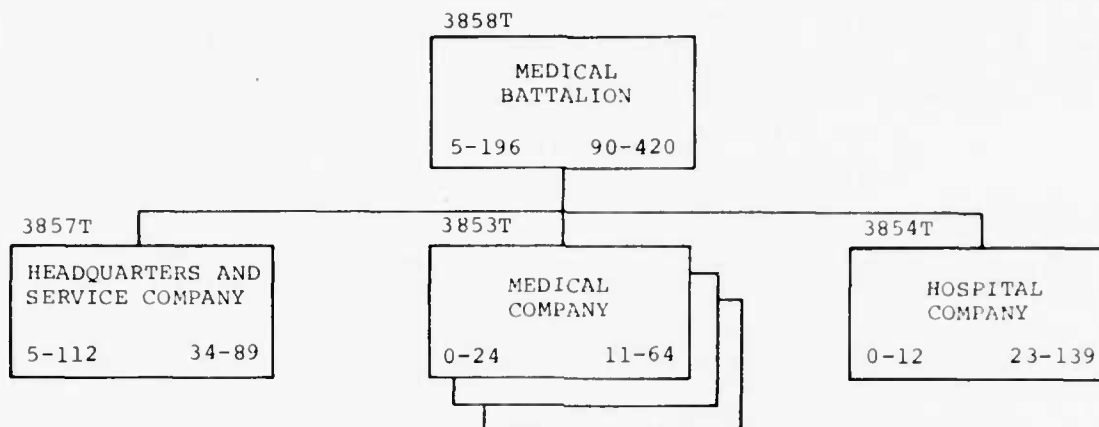 3858T
MEDICAL
BATTALION
5-196 90-420
3857T
HEADQUARTERS AND
SERVICE COMPANY
5-112 34-89
3853T
MEDICAL
COMPANY
0-24 11-64
3854T
HOSPITAL
COMPANY
0-12 23-139